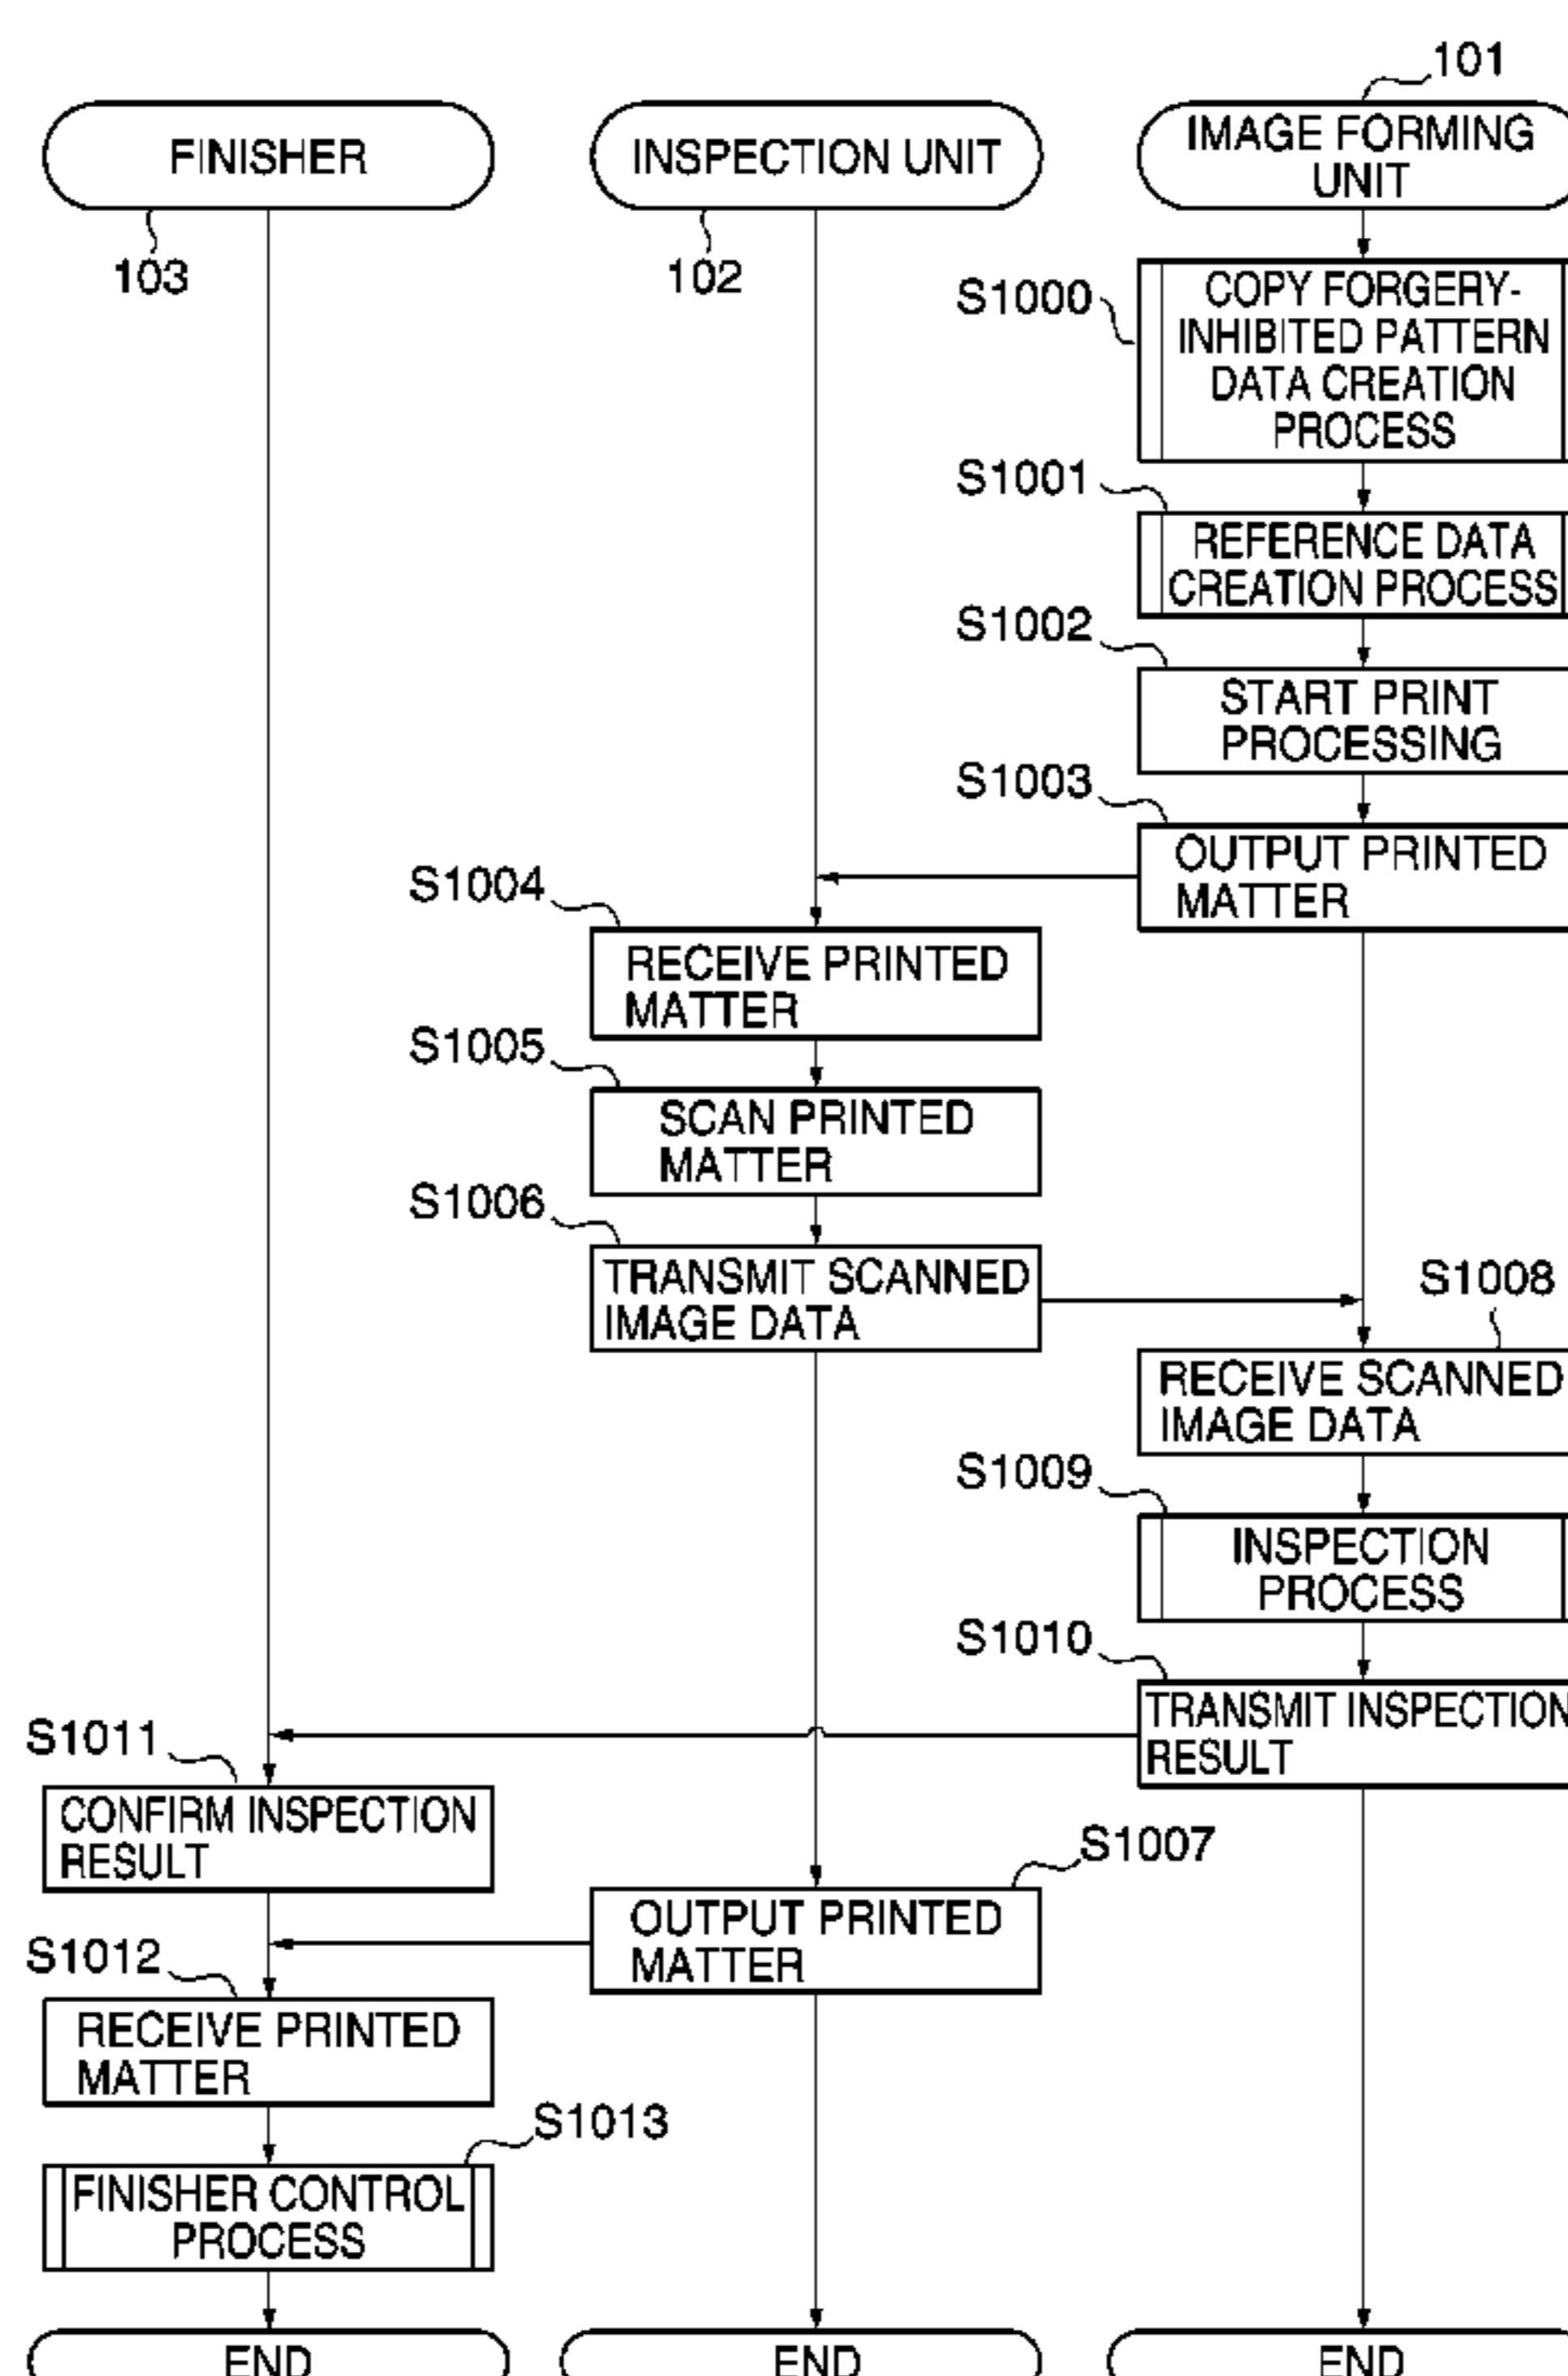 101
FINISHER
INSPECTION UNIT
IMAGE FORMING
UNIT
103
102
S1000
COPY FORGERY-
INHIBITED PATTERN
DATA CREATION
PROCESS
S1001
REFERENCE DATA
CREATION PROCESS
S1002
START PRINT
PROCESSING
S1003
OUTPUT PRINTED
MATTER
S1004
RECEIVE PRINTED
MATTER
S1005
SCAN PRINTED
MATTER
S1006
TRANSMIT SCANNED
IMAGE DATA
S1008
RECEIVE SCANNED
IMAGE DATA
S1009
INSPECTION
PROCESS
S1010
TRANSMIT INSPECTION
RESULT
S1011
CONFIRM INSPECTION
RESULT
S1007
OUTPUT PRINTED
MATTER
S1012
RECEIVE PRINTED
MATTER
S1013
FINISHER CONTROL
PROCESS
END
END
END